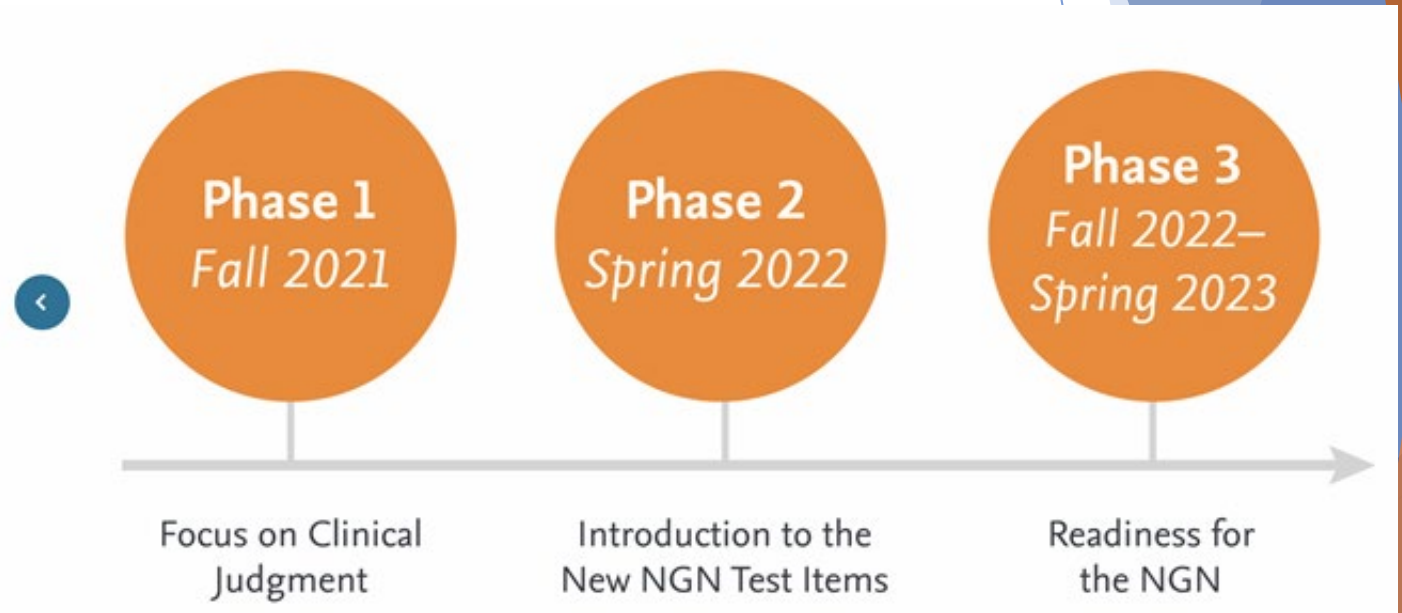 Phase 1
Fall 2021
Phase 2
Spring 2022
Phase 3
Fall 2022–
Spring 2023
Focus on Clinical
Judgment
Introduction to the
New NGN Test Items
Readiness for
the NGN